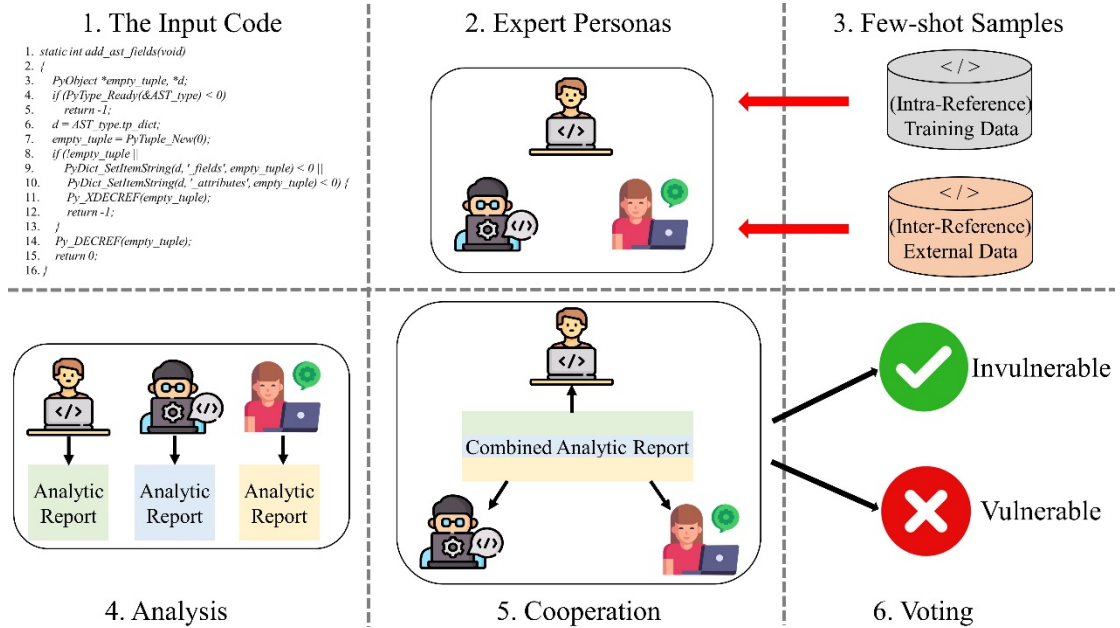 1. The Input Code
1. static int add_ast_fields(void)
2. {
3. PyObject *empty_tuple, *d;
4. if (PyType_Ready(&AST_type) < 0)
5. return -1;
6. d = AST_type.tp_dict;
7. empty_tuple = PyTuple_New(0);
8. if (!empty_tuple ||
9. PyDict_SetItemString(d, '_fields', empty_tuple) < 0 ||
10. PyDict_SetItemString(d, '_attributes', empty_tuple) < 0) {
11. Py_XDECREF(empty_tuple);
12. return -1;
13. }
14. Py_DECREF(empty_tuple);
15. return 0;
16. }
2. Expert Personas
</>
</>
3. Few-shot Samples
</>
(Intra-Reference)
Training Data
</>
(Inter-Reference)
External Data
</>
</>
Analytic
Report
Analytic
Report
Analytic
Report
4. Analysis
</>
Combined Analytic Report
</>
5. Cooperation
Invulnerable
Vulnerable
6. Voting